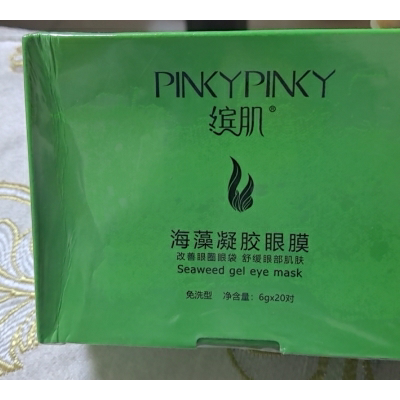 PINKYPINKY
缤肌®
海藻凝胶眼膜
改善眼圈眼袋 舒缓眼部肌肤
Seaweed gel eye mask
免洗型 净含量：6gx20对